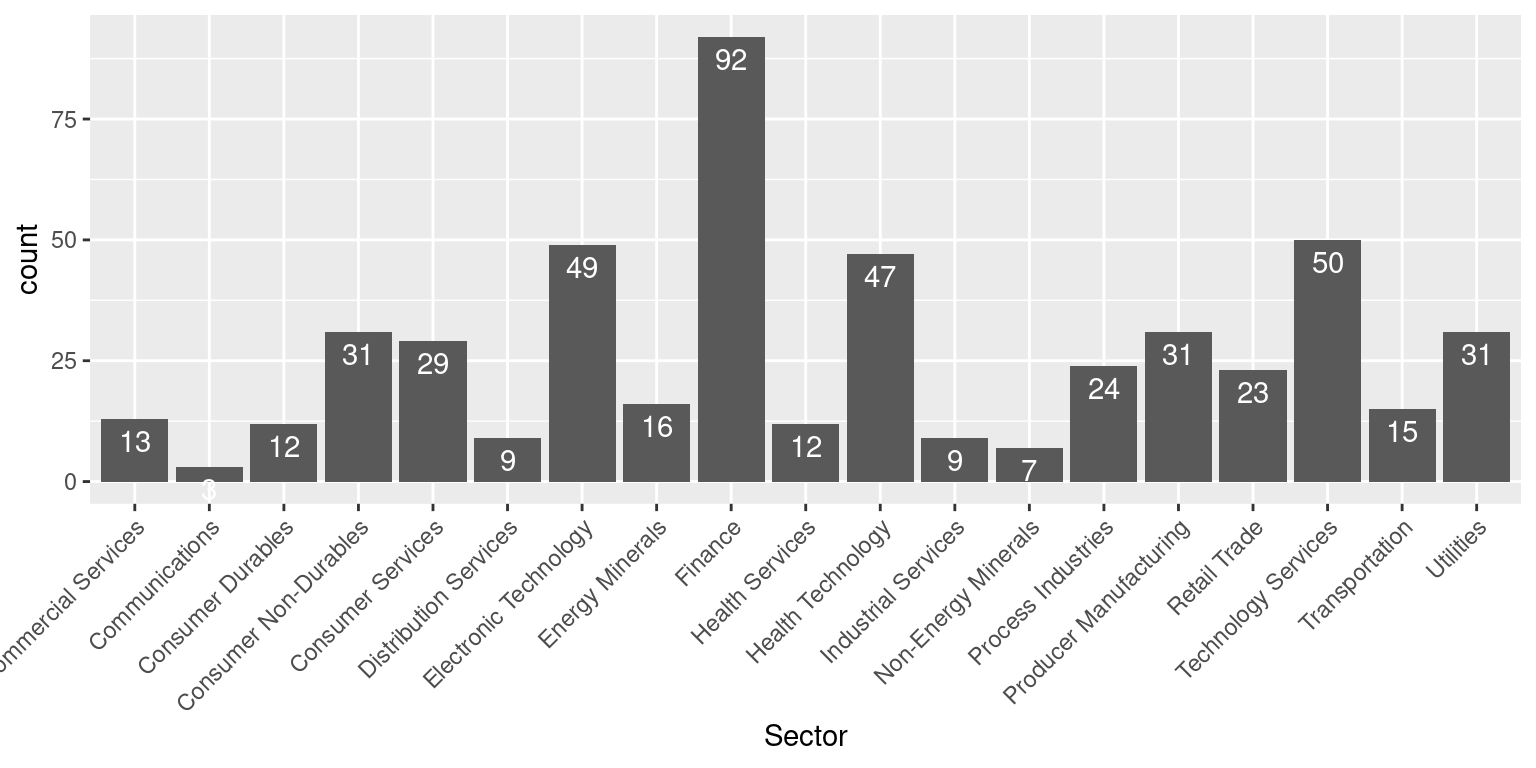 92
75
count
50
49
50
47
31
29
31
31
25
24
23
16
15
13
12
12
9
9
7
3
0
ommercial Services
Communications
Consumer Durables
Consumer Non-Durables
Consumer Services
Distribution Services
Electronic Technology
Energy Minerals
Finance
Health Services
Health Technology
Industrial Services
Non-Energy Minerals
Process Industries
Producer Manufacturing
Retail Trade
Technology Services
Transportation
Utilities
Sector